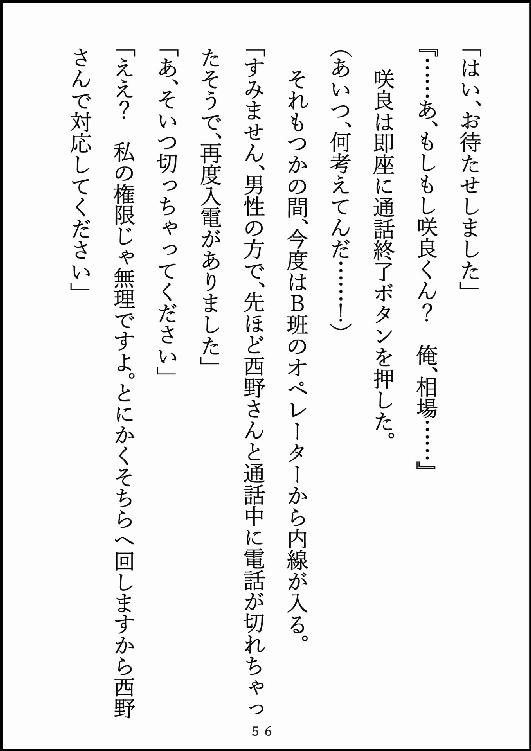 「はい、お待たせしました」
『……あ、もしもし咲良くん？　俺、相場……』
　咲良は即座に通話終了ボタンを押した。
（あいつ、何考えてんだ……！）
　それもつかの間、今度はＢ班のオペレーターから内線が入る。
「すみません、男性の方で、先ほど西野さんと通話中に電話が切れちゃっ
たそうで、再度入電がありました」
「あ、そいつ切っちゃってください」
「ええ？　私の権限じゃ無理ですよ。とにかくそちらへ回しますから西野
さんで対応してください」
56